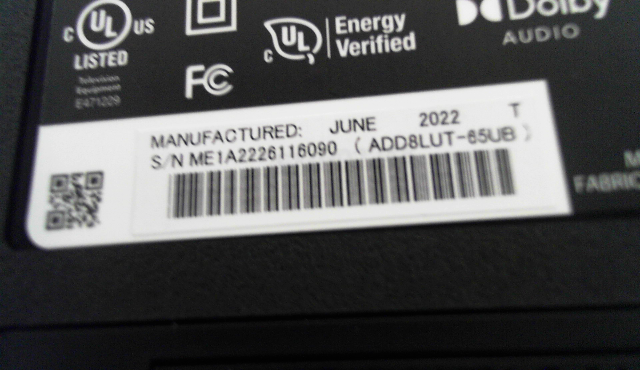 C UL US
LISTED
Television
Equipment
E471229
FC
C UL Energy
Verified
Dolby
AUDIO
MANUFACTURED: JUNE 2022 T
S/N ME1A2226116090 ( ADD8LUT-65UB )
M
FABRIC